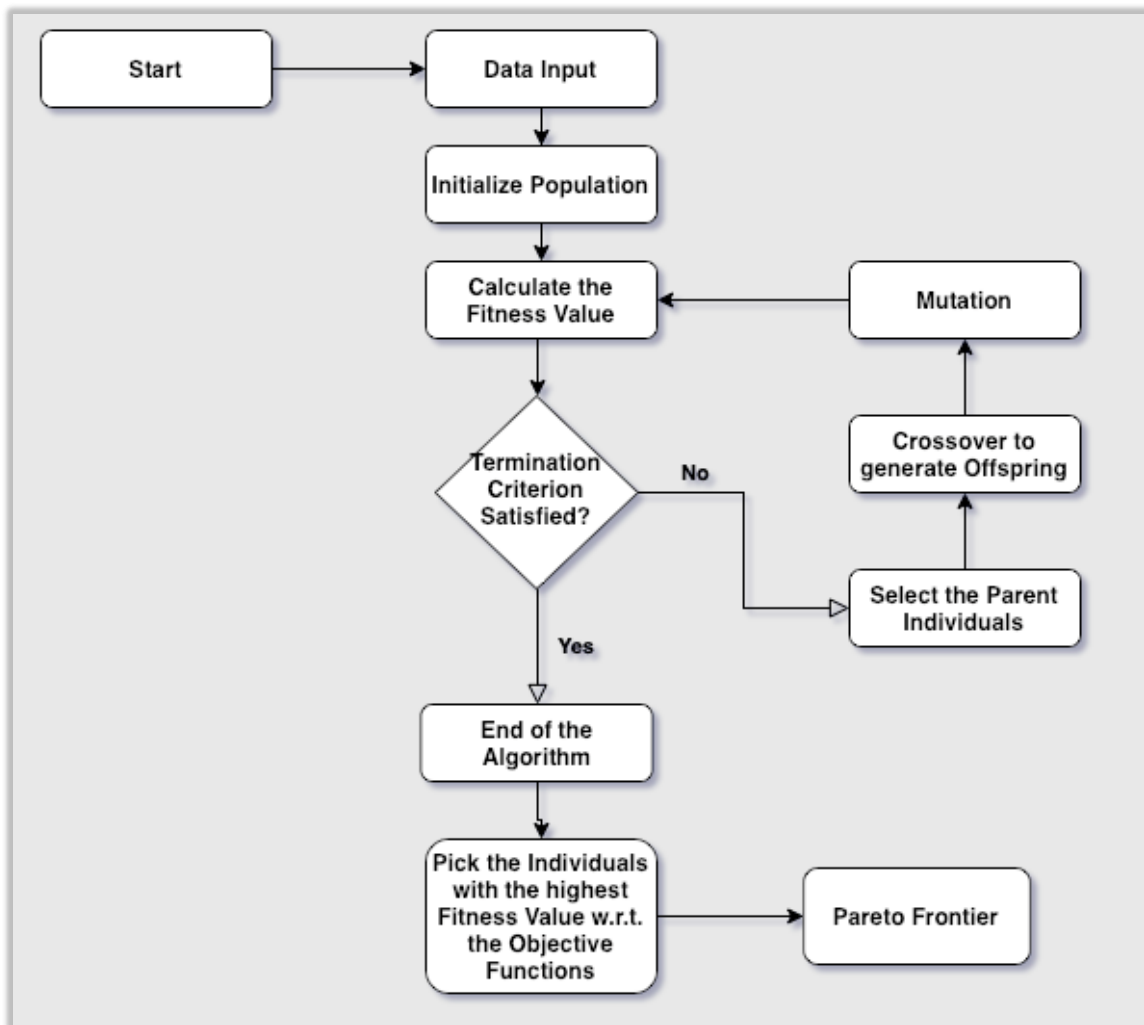 Start
Data Input
Initialize Population
Calculate the
Fitness Value
Mutation
Termination
Criterion
Satisfied?
No
Crossover to
generate Offspring
Select the Parent
Individuals
Yes
End of the
Algorithm
Pick the Individuals
with the highest
Fitness Value w.r.t.
the Objective
Functions
Pareto Frontier